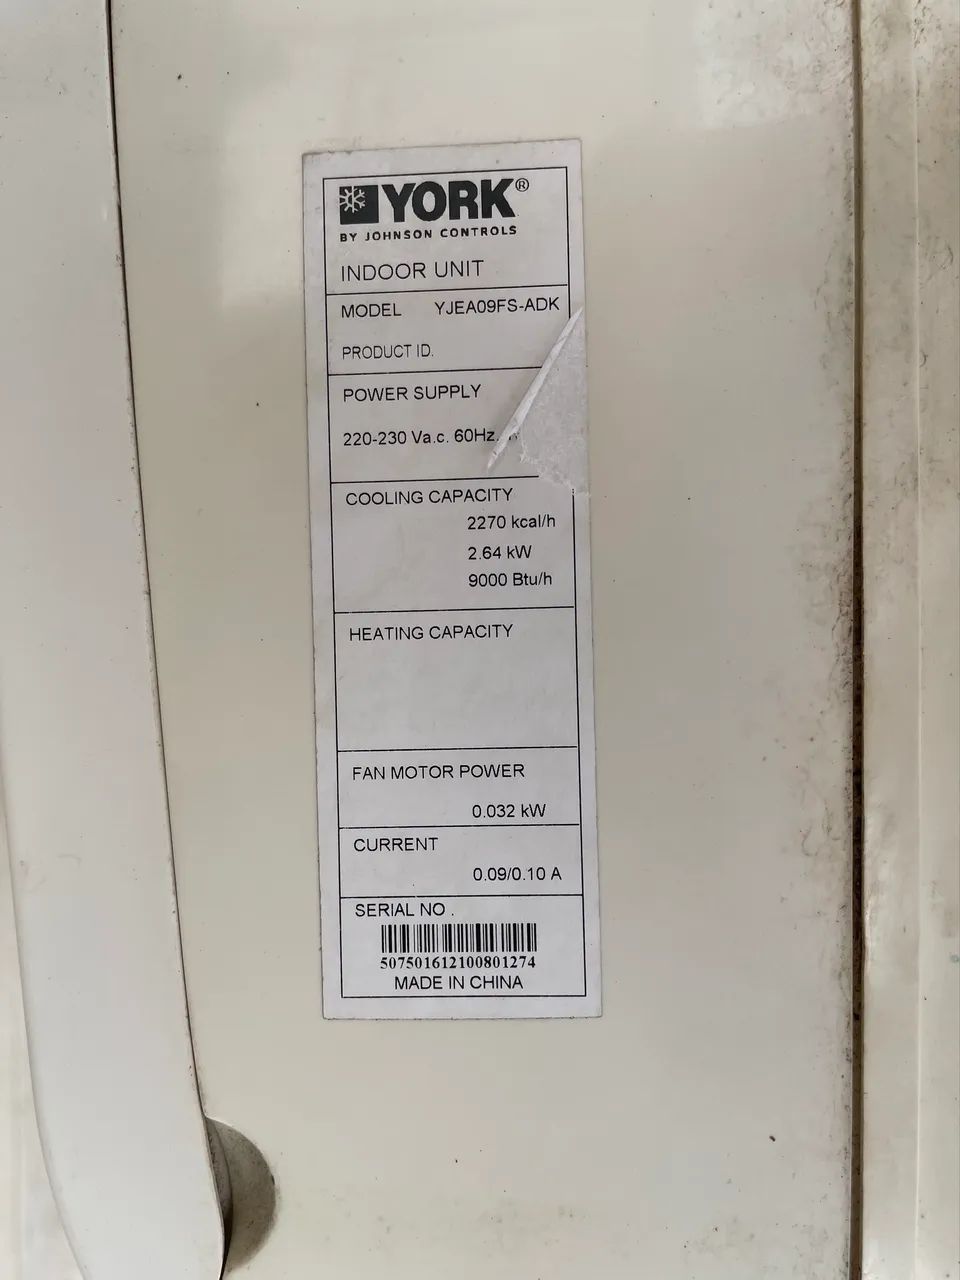 YORK®
BY JOHNSON CONTROLS
INDOOR UNIT
MODEL YJEA09FS-ADK
PRODUCT ID.
POWER SUPPLY
220-230 Va.c. 60Hz.
COOLING CAPACITY
2270 kcal/h
2.64 kW
9000 Btu/h
HEATING CAPACITY
FAN MOTOR POWER
0.032 kW
CURRENT
0.09/0.10 A
SERIAL NO .
507501612100801274
MADE IN CHINA